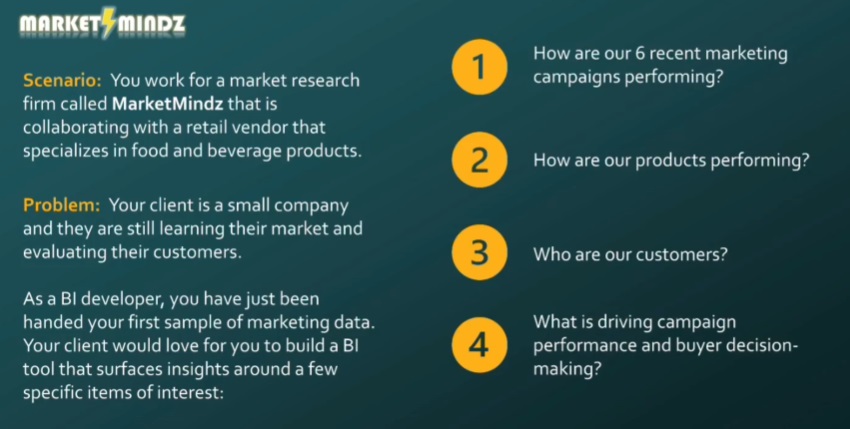 MARKET MINDZ
Scenario: You work for a market research
firm called MarketMindz that is
collaborating with a retail vendor that
specializes in food and beverage products.
Problem: Your client is a small company
and they are still learning their market and
evaluating their customers.
As a BI developer, you have just been
handed your first sample of marketing data.
Your client would love for you to build a BI
tool that surfaces insights around a few
specific items of interest:
1
How are our 6 recent marketing
campaigns performing?
2
How are our products performing?
3
Who are our customers?
4
What is driving campaign
performance and buyer decision-
making?